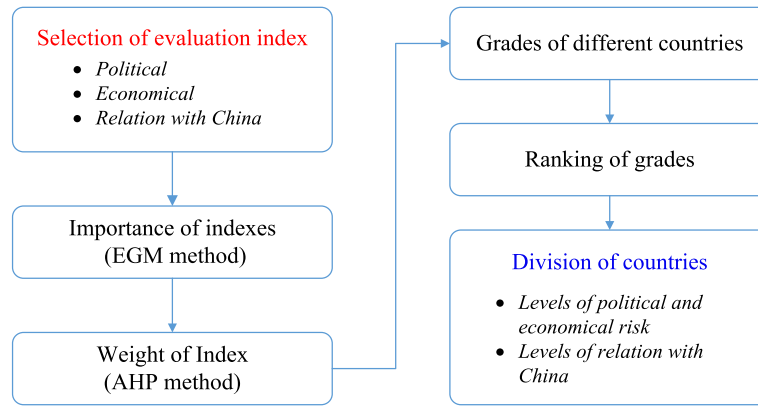 Selection of evaluation index
• Political
• Economical
• Relation with China
Importance of indexes
(EGM method)
Weight of Index
(AHP method)
Grades of different countries
Ranking of grades
Division of countries
• Levels of political and
economical risk
• Levels of relation with
China